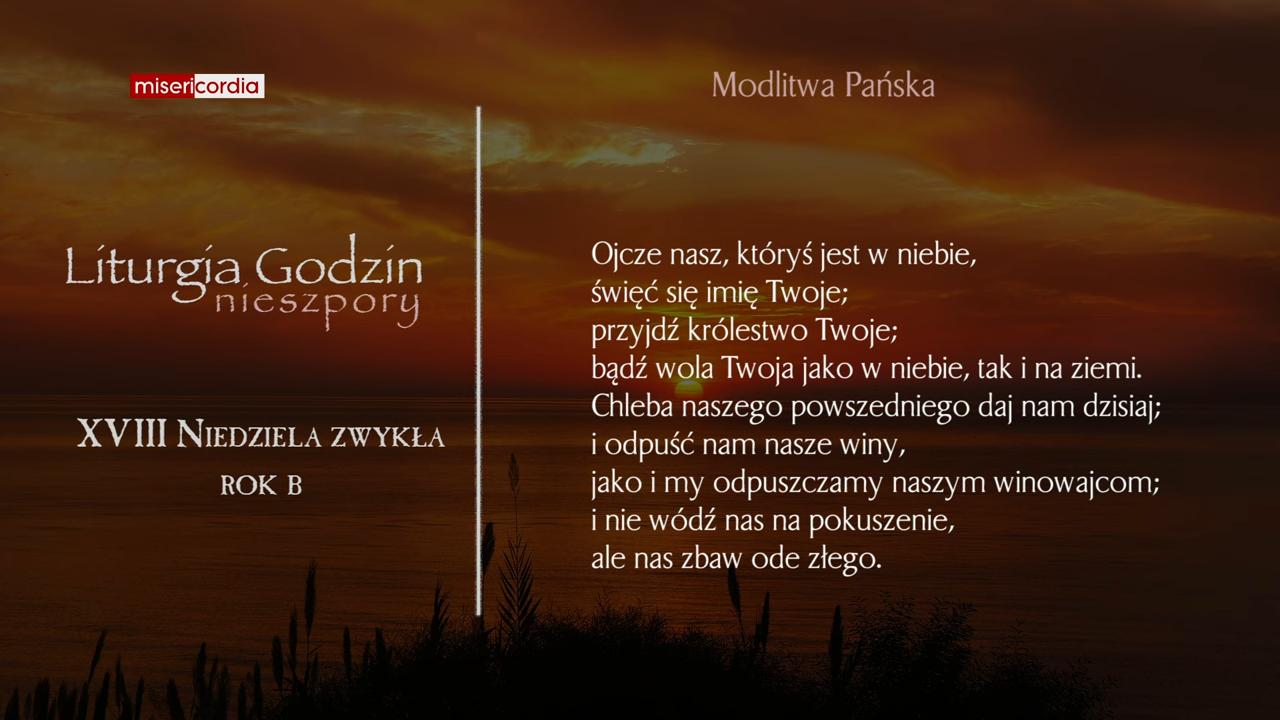 misericordia
Liturgia Godzin
nieszpory
XVIII Niedziela zwykła
rok B
Modlitwa Pańska
Ojcze nasz, któryś jest w niebie,
święć się imię Twoje;
przyjdź królestwo Twoje;
bądź wola Twoja jako w niebie, tak i na ziemi.
Chleba naszego powszedniego daj nam dzisiaj;
i odpuść nam nasze winy,
jako i my odpuszczamy naszym winowajcom;
i nie wódź nas na pokuszenie,
ale nas zbaw ode złego.